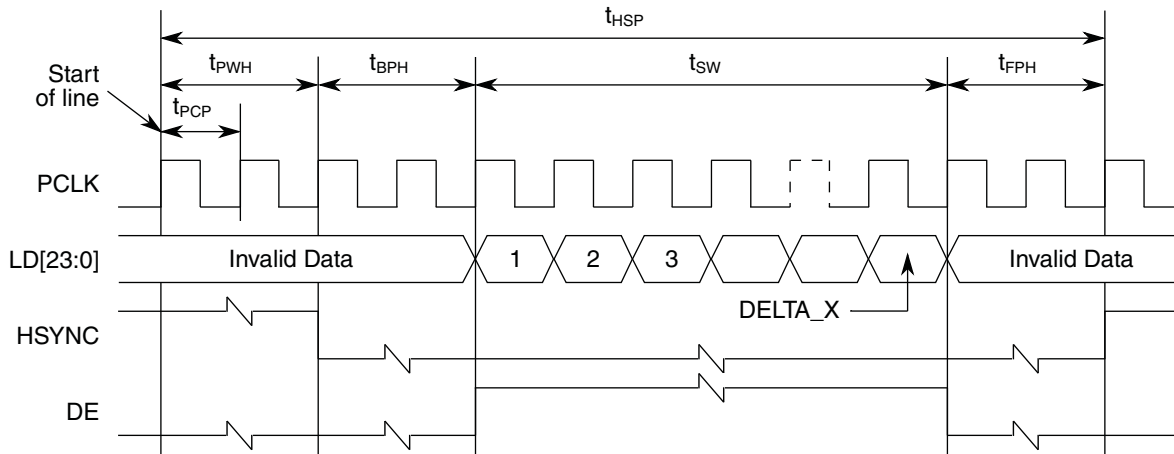 tHSP
tPWH
tBPH
tSW
tFPH
Start
of line
tPCP
PCLK
LD[23:0]
Invalid Data
1
2
3
Invalid Data
DELTA_X
HSYNC
DE